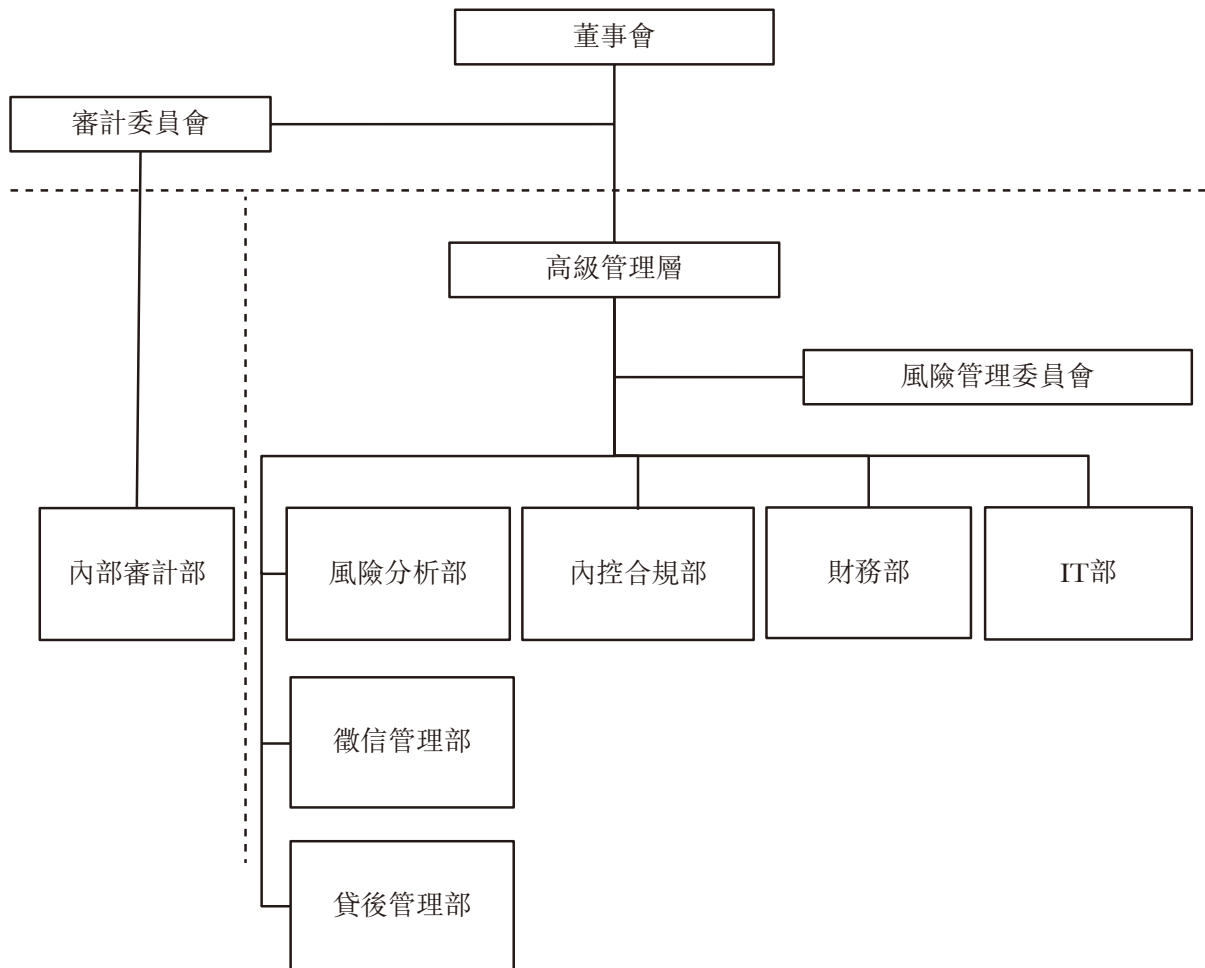 董事會
審計委員會
高級管理層
風險管理委員會
內部審計部
風險分析部
內控合規部
財務部
IT部
徵信管理部
貸後管理部